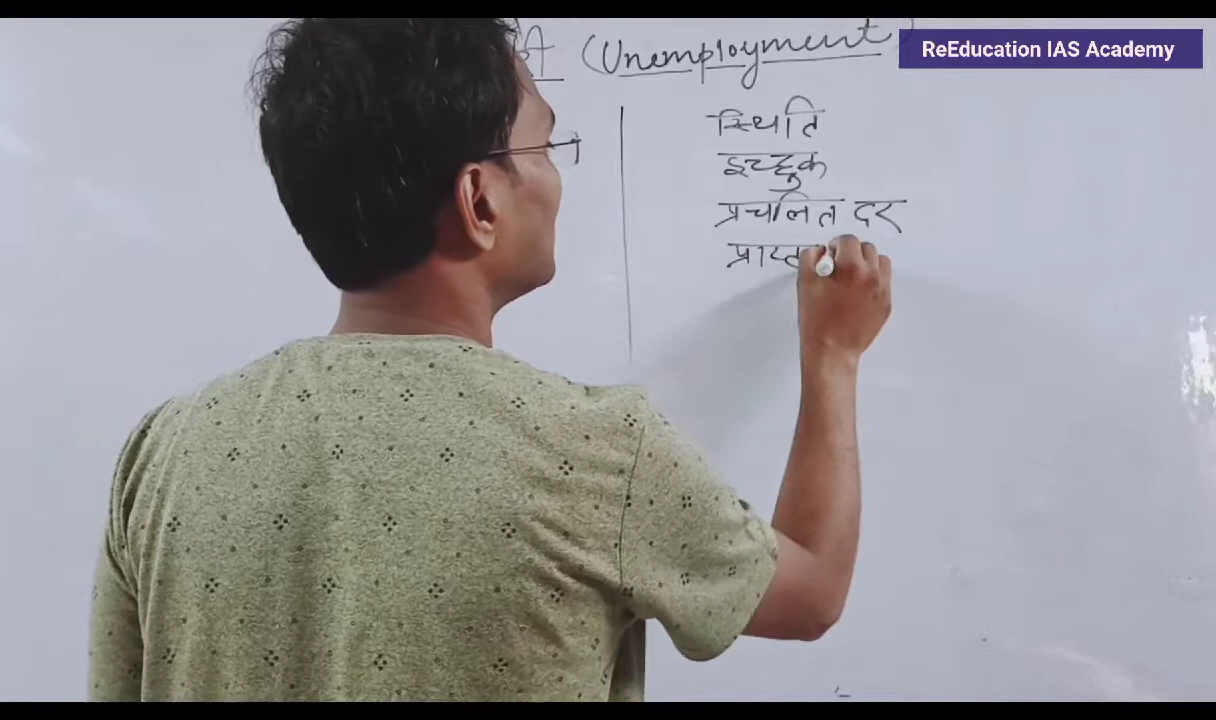 (Unemployment)
ReEducation IAS Academy
स्थिति
इच्छुक
प्रचलित दर